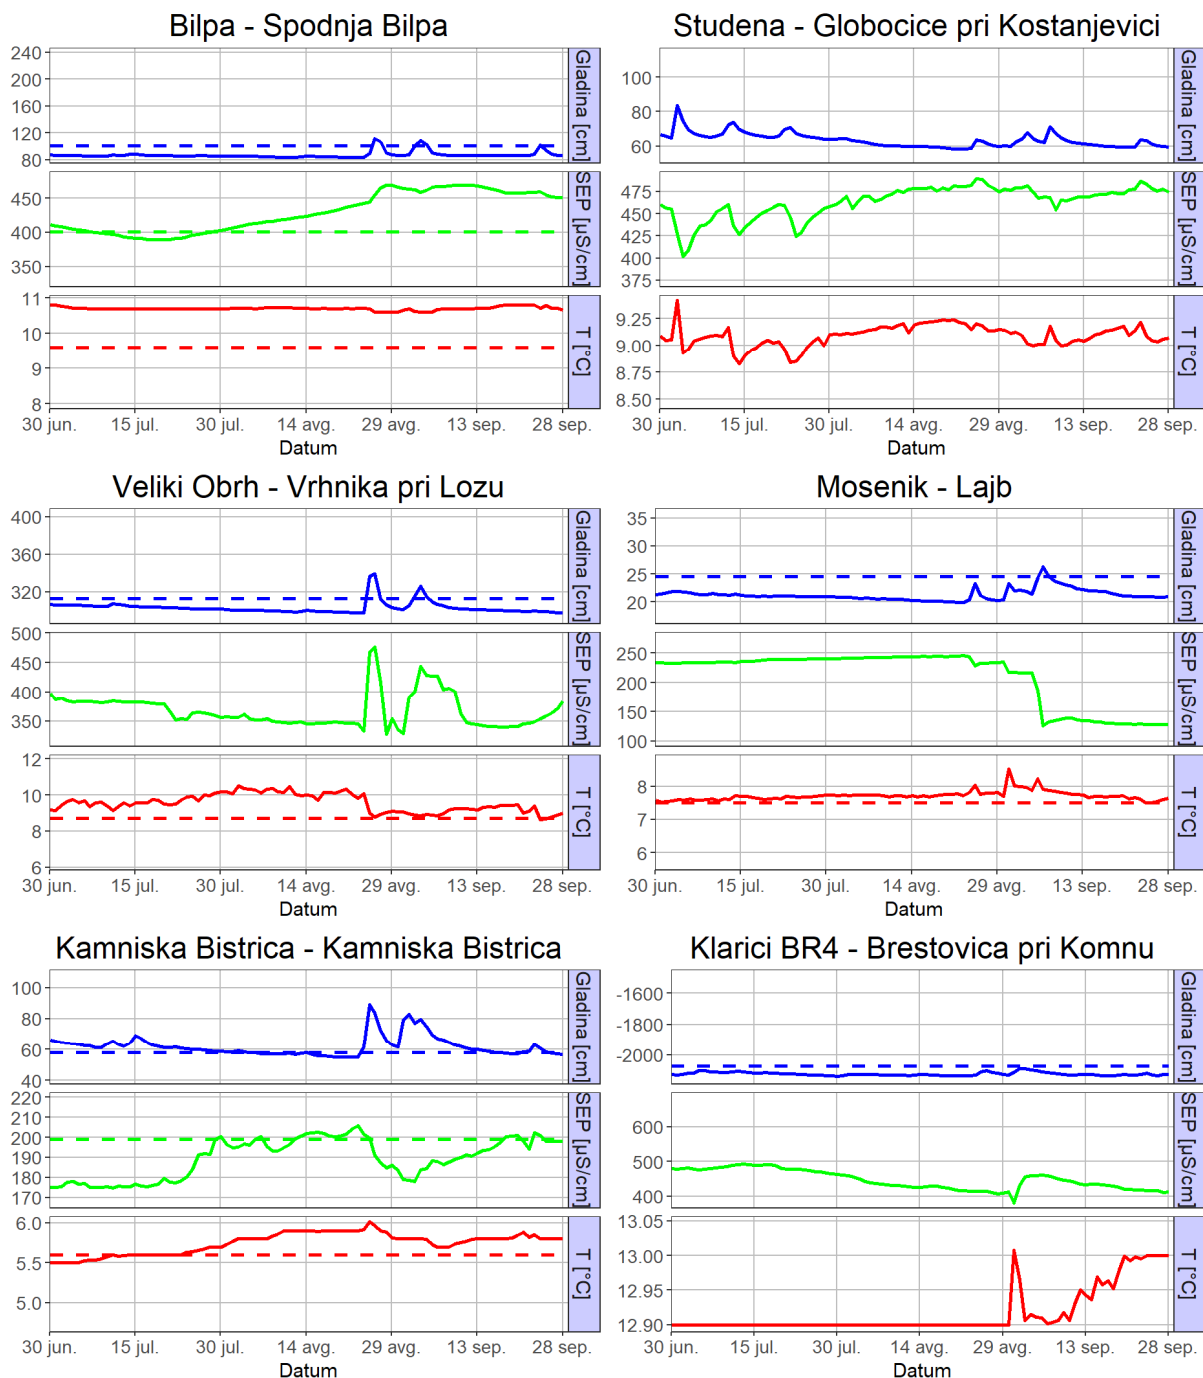 Bilpa - Spodnja Bilpa
240
200
160
120
80
Gladina [cm]
450
400
350
SEP [µS/cm]
11
10
9
8
T [°C]
30 jun. 15 jul. 30 jul. 14 avg. 29 avg. 13 sep. 28 sep.
Datum
Studena - Globocice pri Kostanjevici
100
80
60
Gladina [cm]
475
450
425
400
375
SEP [µS/cm]
9.25
9.00
8.75
8.50
T [°C]
30 jun. 15 jul. 30 jul. 14 avg. 29 avg. 13 sep. 28 sep.
Datum
Veliki Obrh - Vrhnika pri Lozu
400
360
320
Gladina [cm]
500
450
400
350
SEP [µS/cm]
12
10
8
6
T [°C]
30 jun. 15 jul. 30 jul. 14 avg. 29 avg. 13 sep. 28 sep.
Datum
Mosenik - Lajb
35
30
25
20
Gladina [cm]
250
200
150
100
SEP [µS/cm]
8
7
6
T [°C]
30 jun. 15 jul. 30 jul. 14 avg. 29 avg. 13 sep. 28 sep.
Datum
Kamniska Bistrica - Kamniska Bistrica
100
80
60
40
Gladina [cm]
220
210
200
190
180
170
SEP [µS/cm]
6.0
5.5
5.0
T [°C]
30 jun. 15 jul. 30 jul. 14 avg. 29 avg. 13 sep. 28 sep.
Datum
Klarici BR4 - Brestovica pri Komnu
-1600
-1800
-2000
Gladina [cm]
600
500
400
SEP [µS/cm]
13.05
13.00
12.95
12.90
T [°C]
30 jun. 15 jul. 30 jul. 14 avg. 29 avg. 13 sep. 28 sep.
Datum